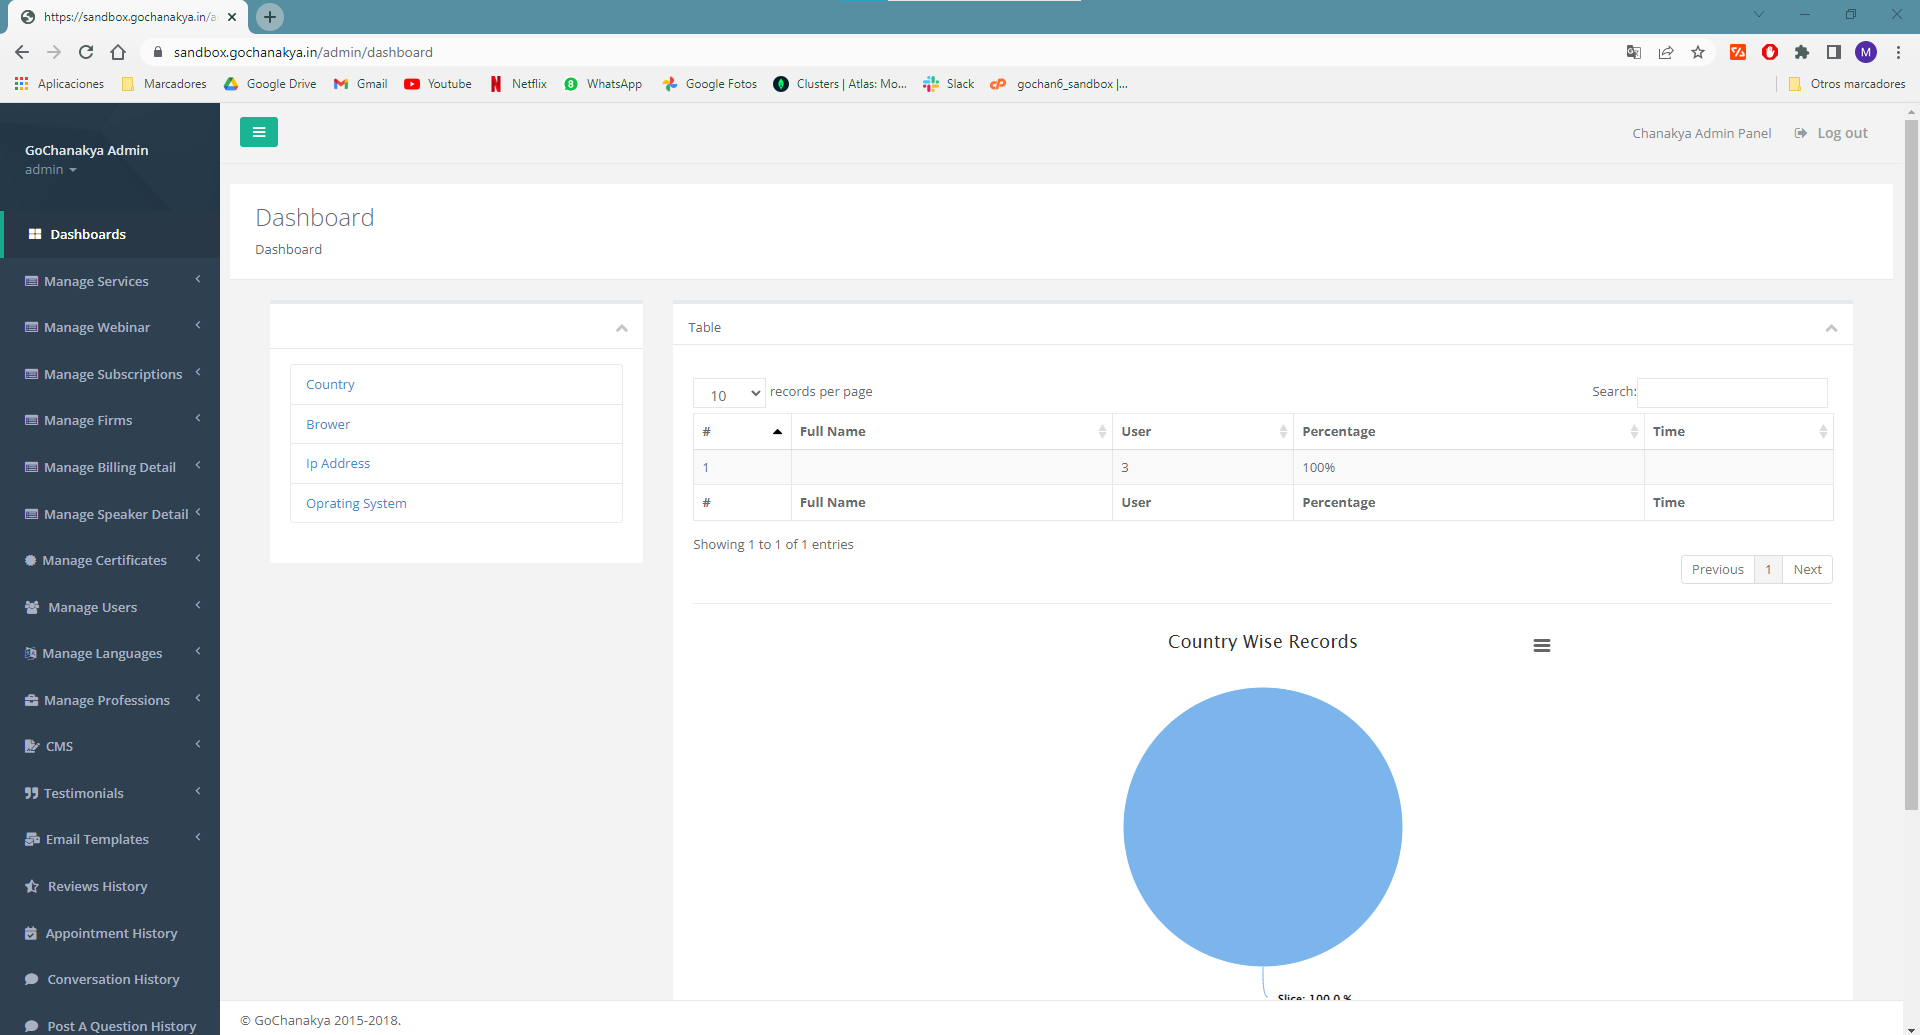 https://sandbox.gochanakya.in/a
sandbox.gochanakya.in/admin/dashboard
M
Aplicaciones
Marcadores
Google Drive
Gmail
Youtube
Netflix
WhatsApp
Google Fotos
Clusters | Atlas: Mo...
Slack
gochan6_sandbox |...
Otros marcadores
GoChanakya Admin
admin
Chanakya Admin Panel
Log out
Dashboards
Manage Services
Manage Webinar
Manage Subscriptions
Manage Firms
Manage Billing Detail
Manage Speaker Detail
Manage Certificates
Manage Users
Manage Languages
Manage Professions
CMS
Testimonials
Email Templates
Reviews History
Appointment History
Conversation History
Post A Question History
Dashboard
Dashboard
Country
Brower
Ip Address
Oprating System
Table
10 records per page
Search:
# Full Name User Percentage Time
1 3 100%
# Full Name User Percentage Time
Showing 1 to 1 of 1 entries
Previous 1 Next
Country Wise Records
Slice: 100.0 %
© GoChanakya 2015-2018.